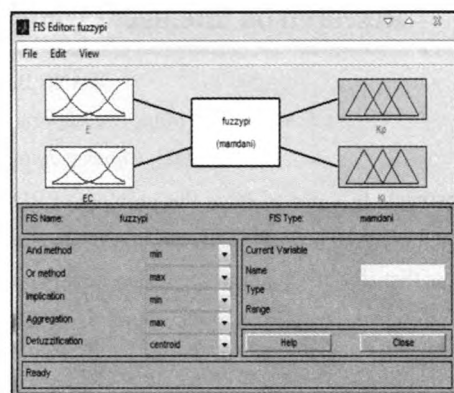 FIS Editor: fuzzypi
File Edit View
E
EC
fuzzypi
(mamdani)
Kp
Ki
FIS Name: fuzzypi FIS Type: mamdani
And method min
Or method max
Implication min
Aggregation max
Defuzzification centroid
Current Variable
Name
Type
Range
Help Close
Ready